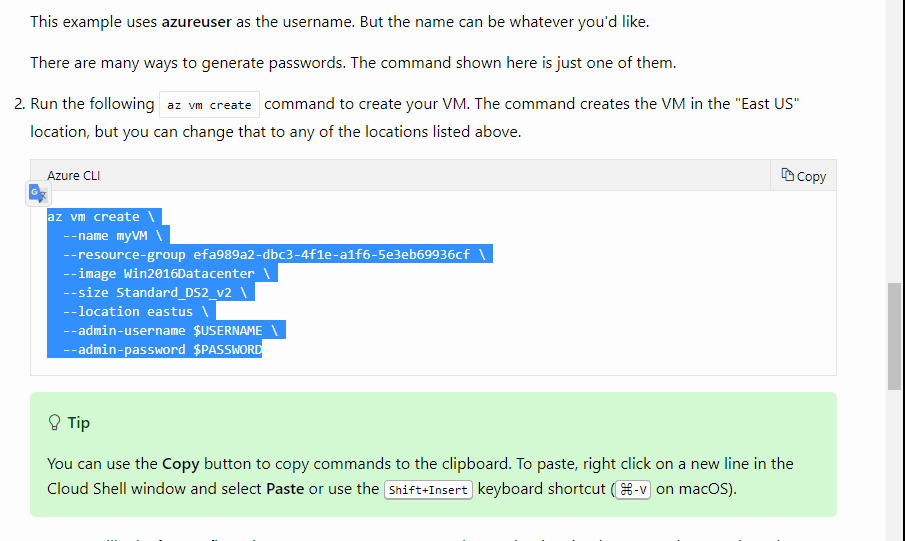 This example uses azureuser as the username. But the name can be whatever you'd like.
There are many ways to generate passwords. The command shown here is just one of them.
2. Run the following az vm create command to create your VM. The command creates the VM in the "East US"
location, but you can change that to any of the locations listed above.
Azure CLI
Copy
G
az vm create \
--name myVM \
--resource-group efa989a2-dbc3-4f1e-a1f6-5e3eb69936cf \
--image Win2016Datacenter \
--size Standard_DS2_v2 \
--location eastus \
--admin-username $USERNAME \
--admin-password $PASSWORD
Tip
You can use the Copy button to copy commands to the clipboard. To paste, right click on a new line in the
Cloud Shell window and select Paste or use the Shift+Insert keyboard shortcut (⌘-V on macOS).